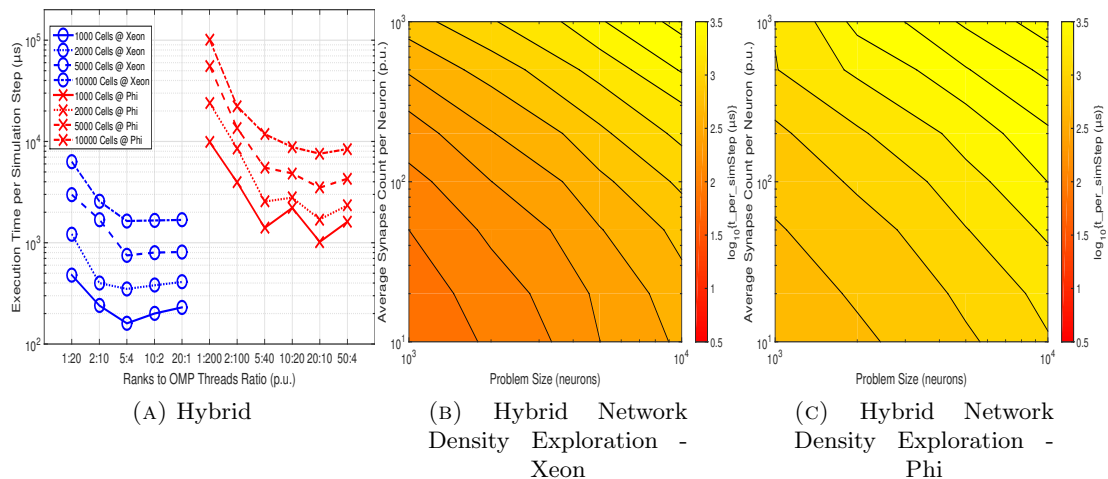 1000 Cells @ Xeon
2000 Cells @ Xeon
5000 Cells @ Xeon
10000 Cells @ Xeon
1000 Cells @ Phi
2000 Cells @ Phi
5000 Cells @ Phi
10000 Cells @ Phi
Execution Time per Simulation Step (µs)
10^5
10^4
10^3
10^2
1:20 2:10 5:4 10:2 20:1 1:200 2:100 5:40 10:20 20:10 50:4
Ranks to OMP Threads Ratio (p.u.)
(A) Hybrid
Average Synapse Count per Neuron (p.u.)
10^3
10^2
10^1
10^3 10^4
Problem Size (neurons)
3.5
3
2.5
2
1.5
1
0.5
log10{t_per_simStep (µs)}
(B) Hybrid Network
Density Exploration -
Xeon
Average Synapse Count per Neuron (p.u.)
10^3
10^2
10^1
10^3 10^4
Problem Size (neurons)
3.5
3
2.5
2
1.5
1
0.5
log10{t_per_simStep (µs)}
(C) Hybrid Network
Density Exploration -
Phi